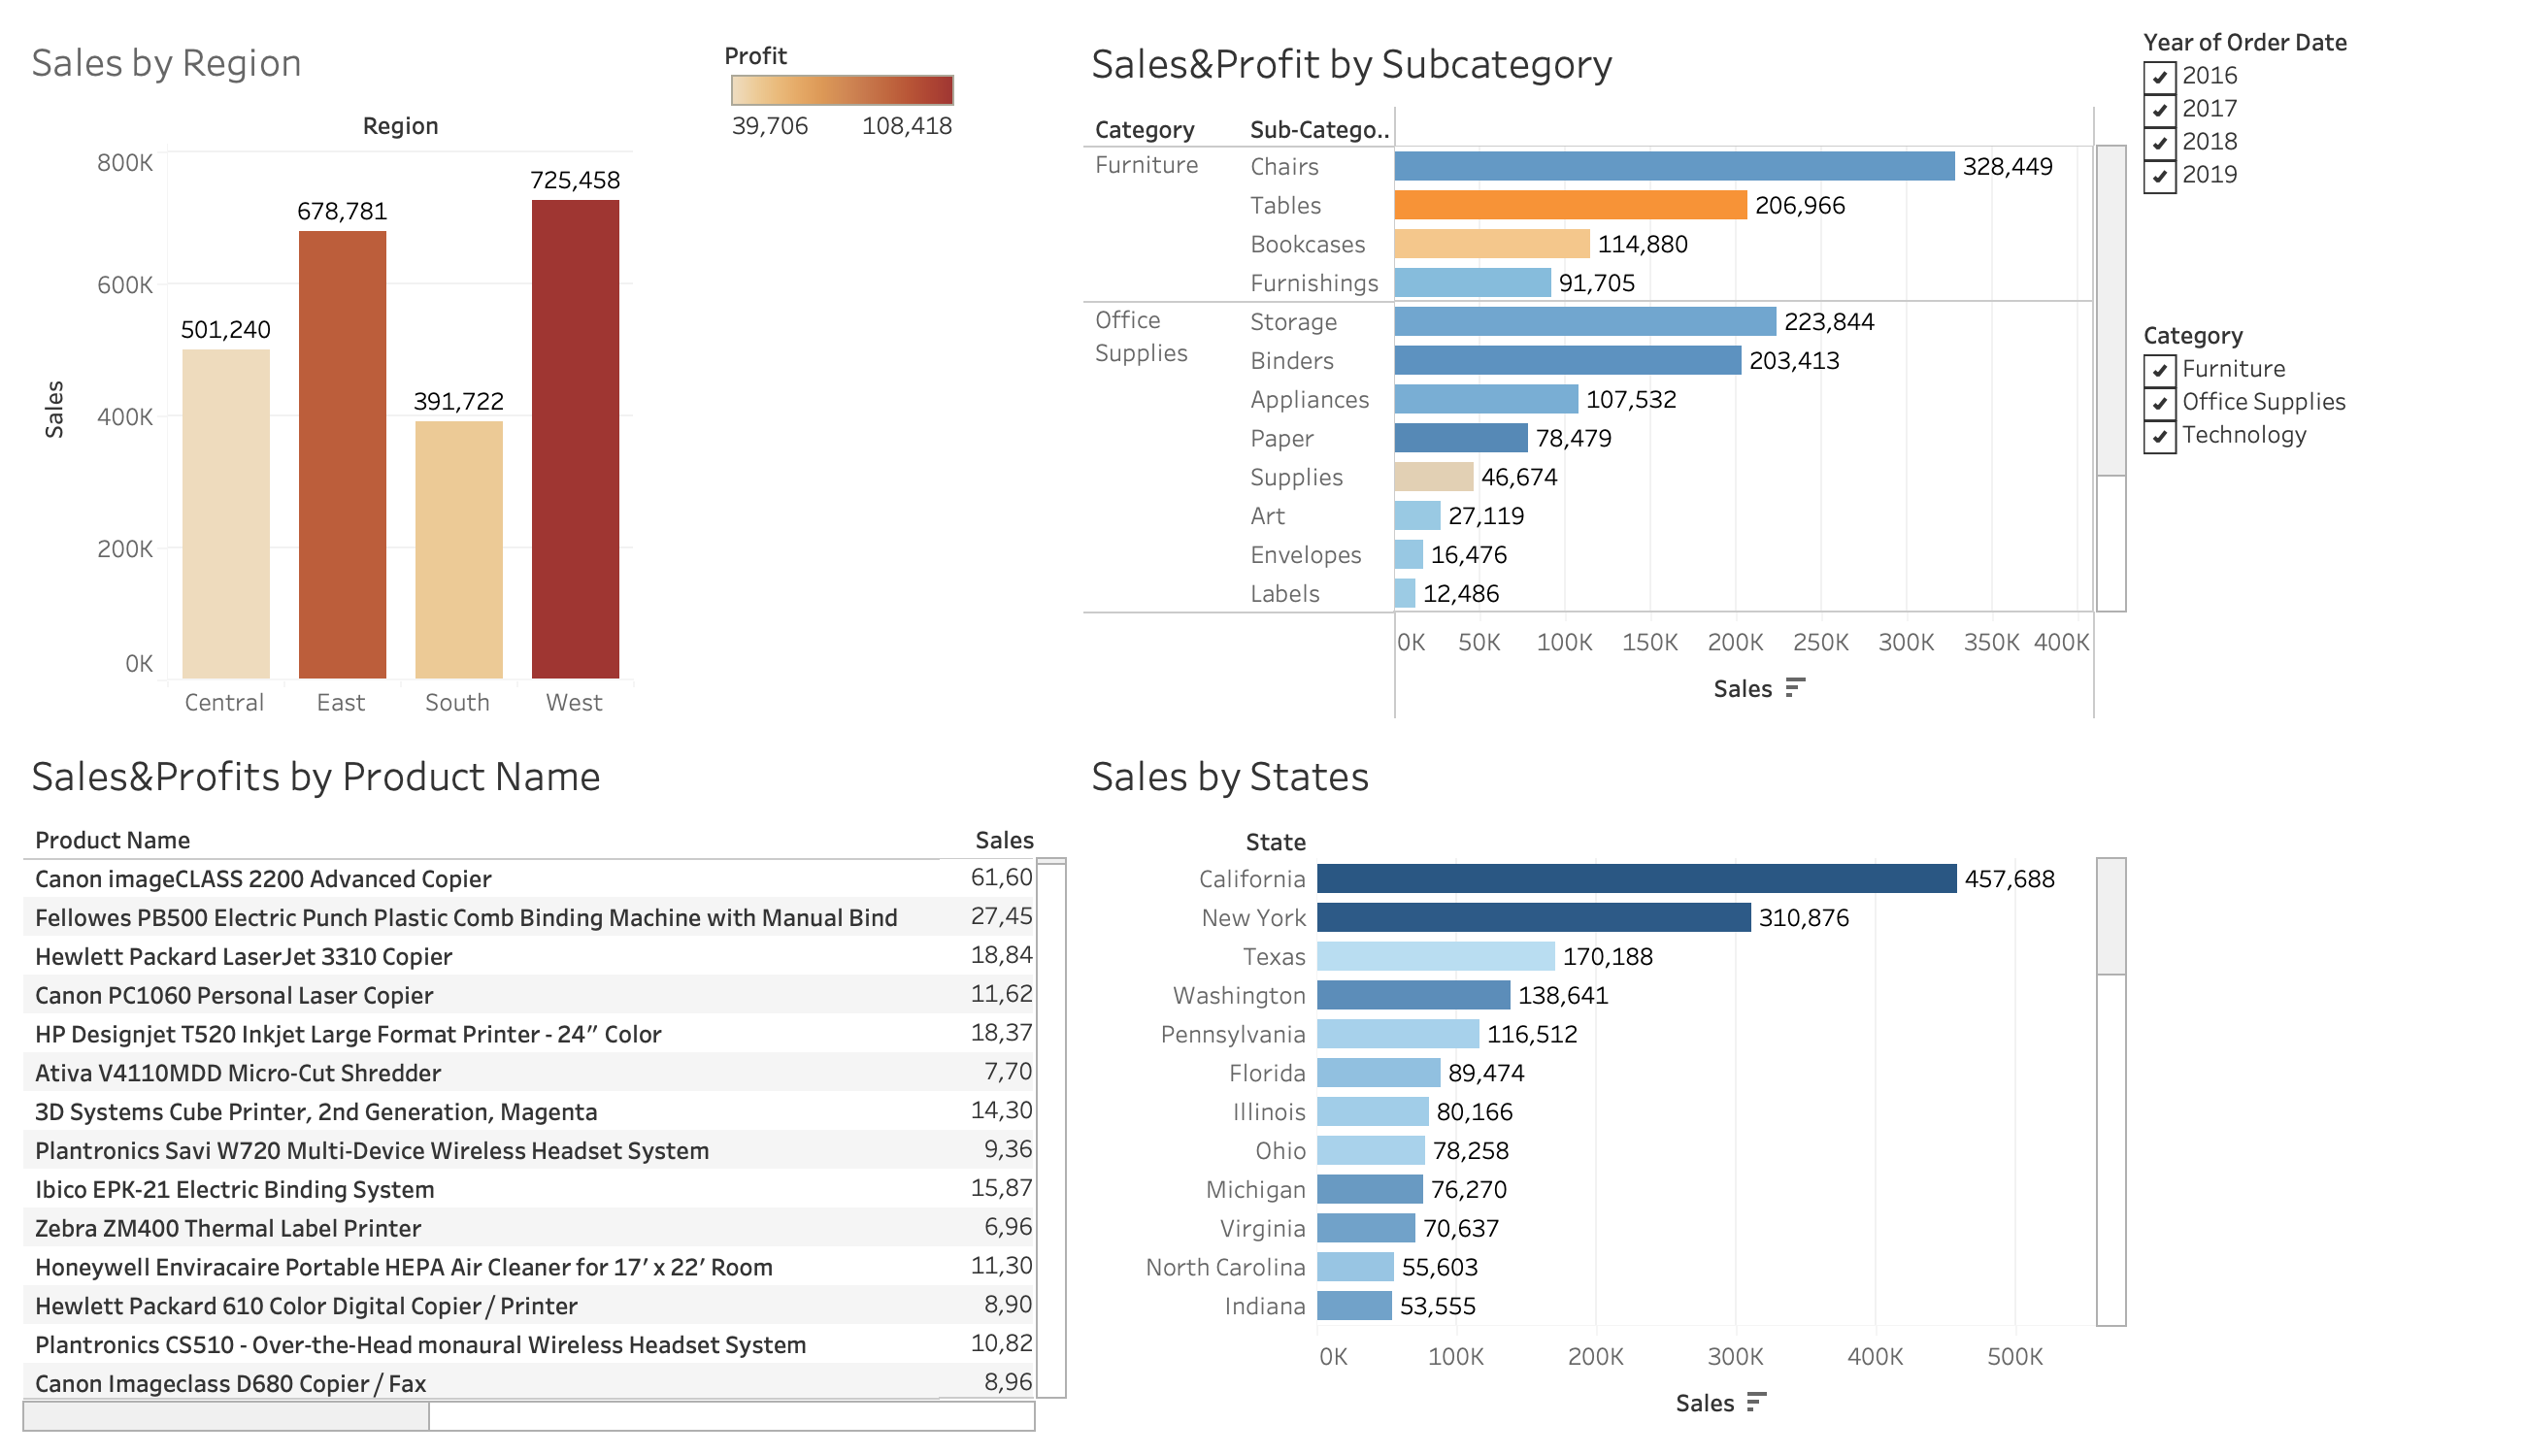 Sales by Region
Profit
39,706 108,418
Region
800K
600K
400K
200K
0K
Sales
501,240
678,781
391,722
725,458
Central East South West
Sales&Profit by Subcategory
Category Sub-Catego..
Furniture Chairs 328,449
Tables 206,966
Bookcases 114,880
Furnishings 91,705
Office Supplies Storage 223,844
Binders 203,413
Appliances 107,532
Paper 78,479
Supplies 46,674
Art 27,119
Envelopes 16,476
Labels 12,486
0K 50K 100K 150K 200K 250K 300K 350K 400K
Sales
Year of Order Date
2016
2017
2018
2019
Category
Furniture
Office Supplies
Technology
Sales&Profits by Product Name
Product Name Sales
Canon imageCLASS 2200 Advanced Copier 61,60
Fellowes PB500 Electric Punch Plastic Comb Binding Machine with Manual Bind 27,45
Hewlett Packard LaserJet 3310 Copier 18,84
Canon PC1060 Personal Laser Copier 11,62
HP Designjet T520 Inkjet Large Format Printer - 24" Color 18,37
Ativa V4110MDD Micro-Cut Shredder 7,70
3D Systems Cube Printer, 2nd Generation, Magenta 14,30
Plantronics Savi W720 Multi-Device Wireless Headset System 9,36
Ibico EPK-21 Electric Binding System 15,87
Zebra ZM400 Thermal Label Printer 6,96
Honeywell Enviracaire Portable HEPA Air Cleaner for 17' x 22' Room 11,30
Hewlett Packard 610 Color Digital Copier / Printer 8,90
Plantronics CS510 - Over-the-Head monaural Wireless Headset System 10,82
Canon Imageclass D680 Copier / Fax 8,96
Sales by States
State
California 457,688
New York 310,876
Texas 170,188
Washington 138,641
Pennsylvania 116,512
Florida 89,474
Illinois 80,166
Ohio 78,258
Michigan 76,270
Virginia 70,637
North Carolina 55,603
Indiana 53,555
0K 100K 200K 300K 400K 500K
Sales